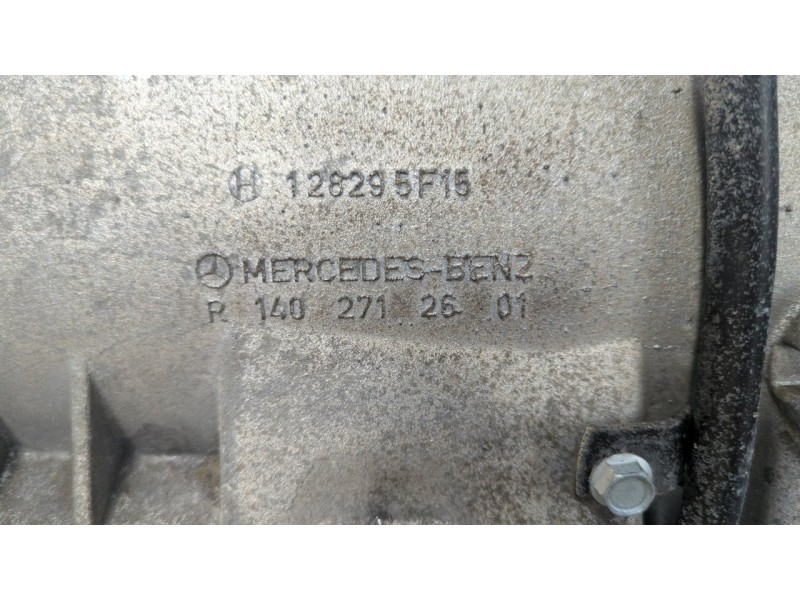 H 128295F15
MERCEDES-BENZ
R 140 271 26 01